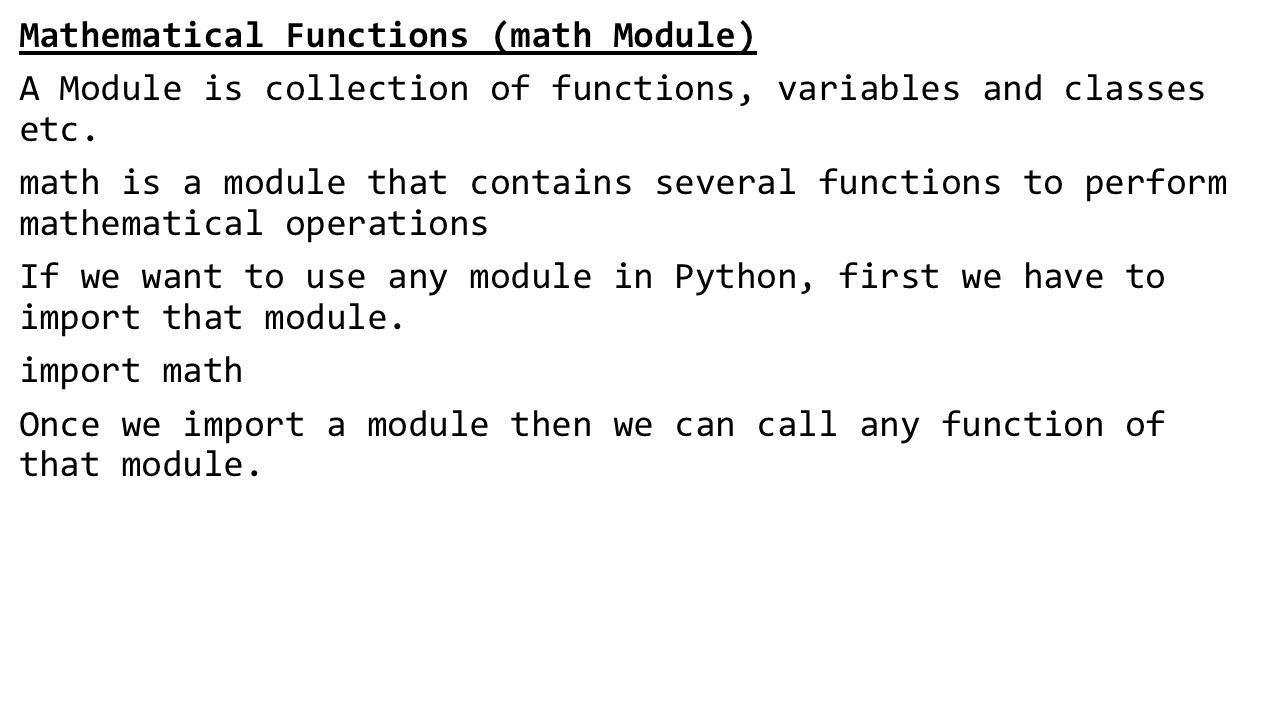 Mathematical Functions (math Module)
A Module is collection of functions, variables and classes
etc.
math is a module that contains several functions to perform
mathematical operations
If we want to use any module in Python, first we have to
import that module.
import math
Once we import a module then we can call any function of
that module.